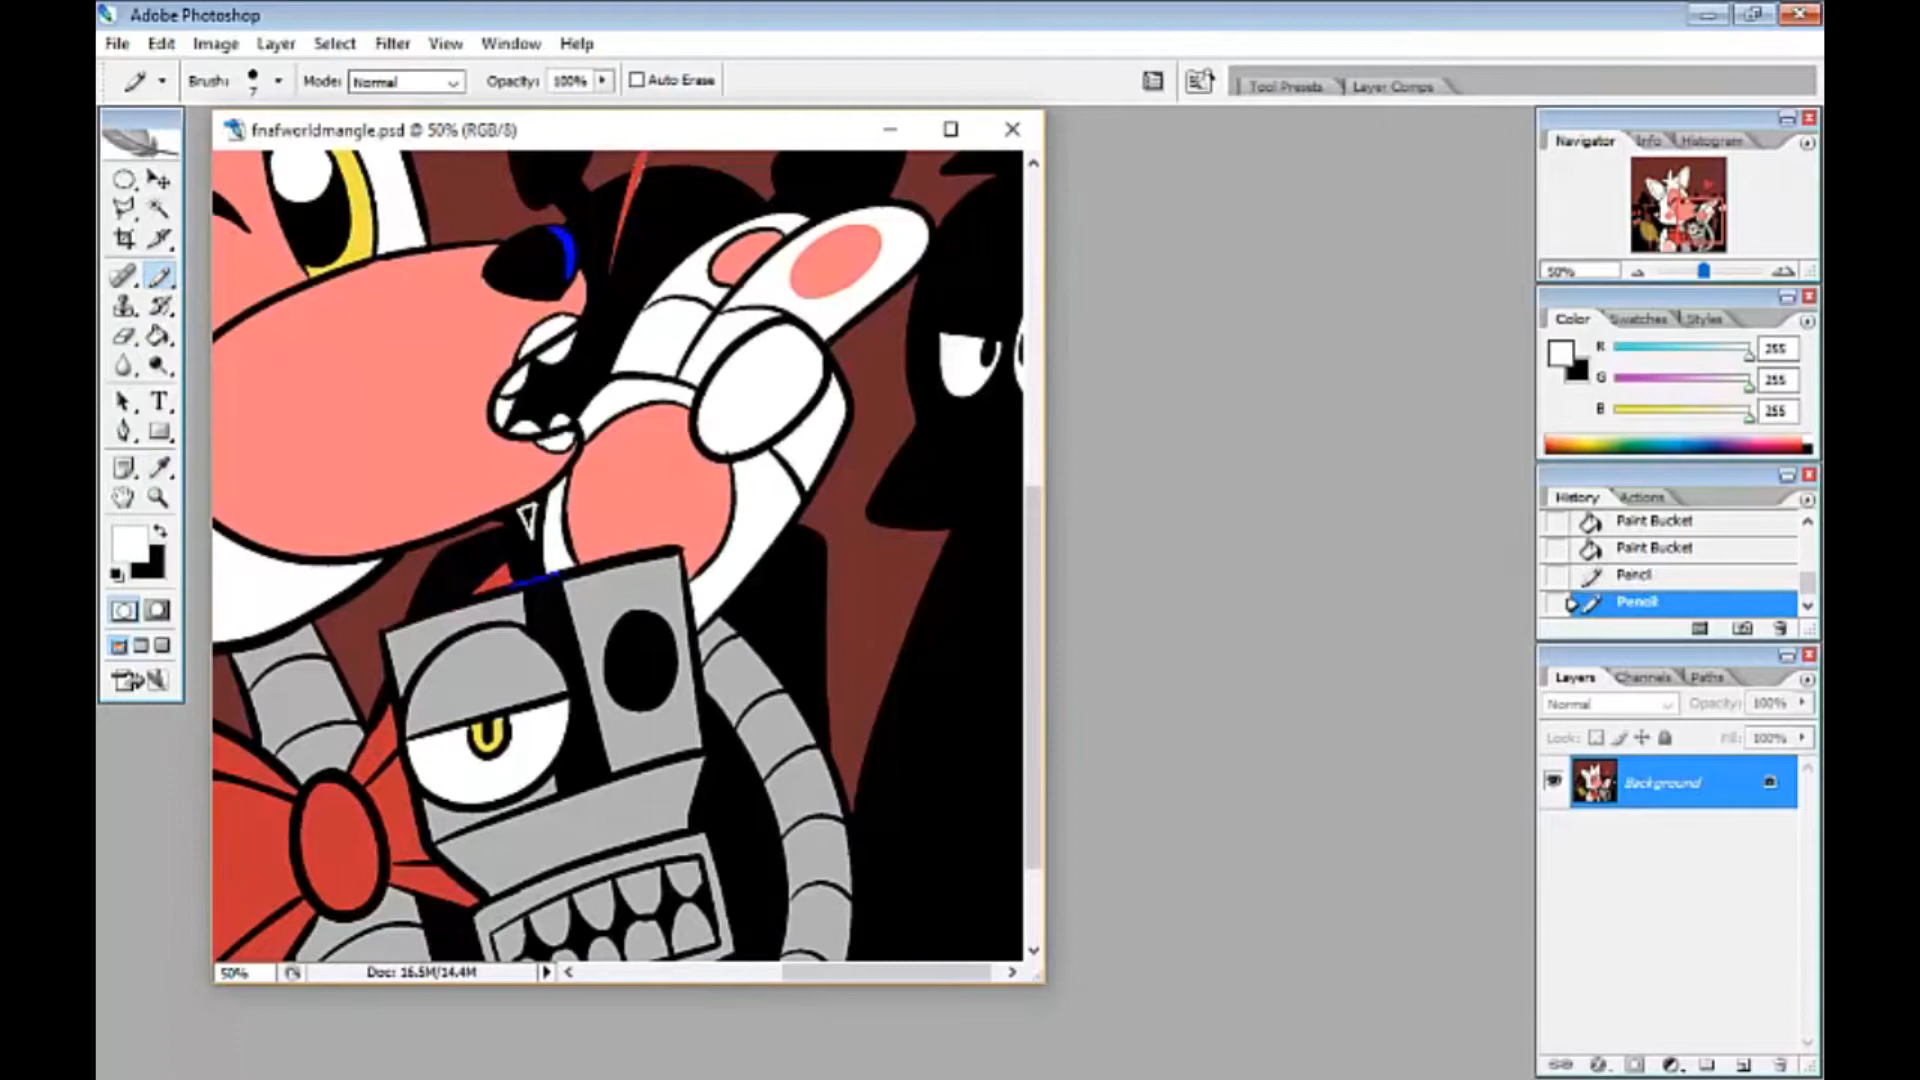 Adobe Photoshop
File Edit Image Layer Select Filter View Window Help
Brush: 7 Mode: Normal Opacity: 100% Auto Erase Tool Presets Layer Comps
fnafworldmangle.psd @ 50% (RGB/8)
Navigator Info Histogram
50%
Color Swatches Styles
R 255
G 255
B 255
History Actions
Paint Bucket
Paint Bucket
Pencil
Pencil
Layers Channels Paths
Normal Opacity: 100%
Lock: Fill: 100%
Background
50% Doc: 16.5M/14.4M